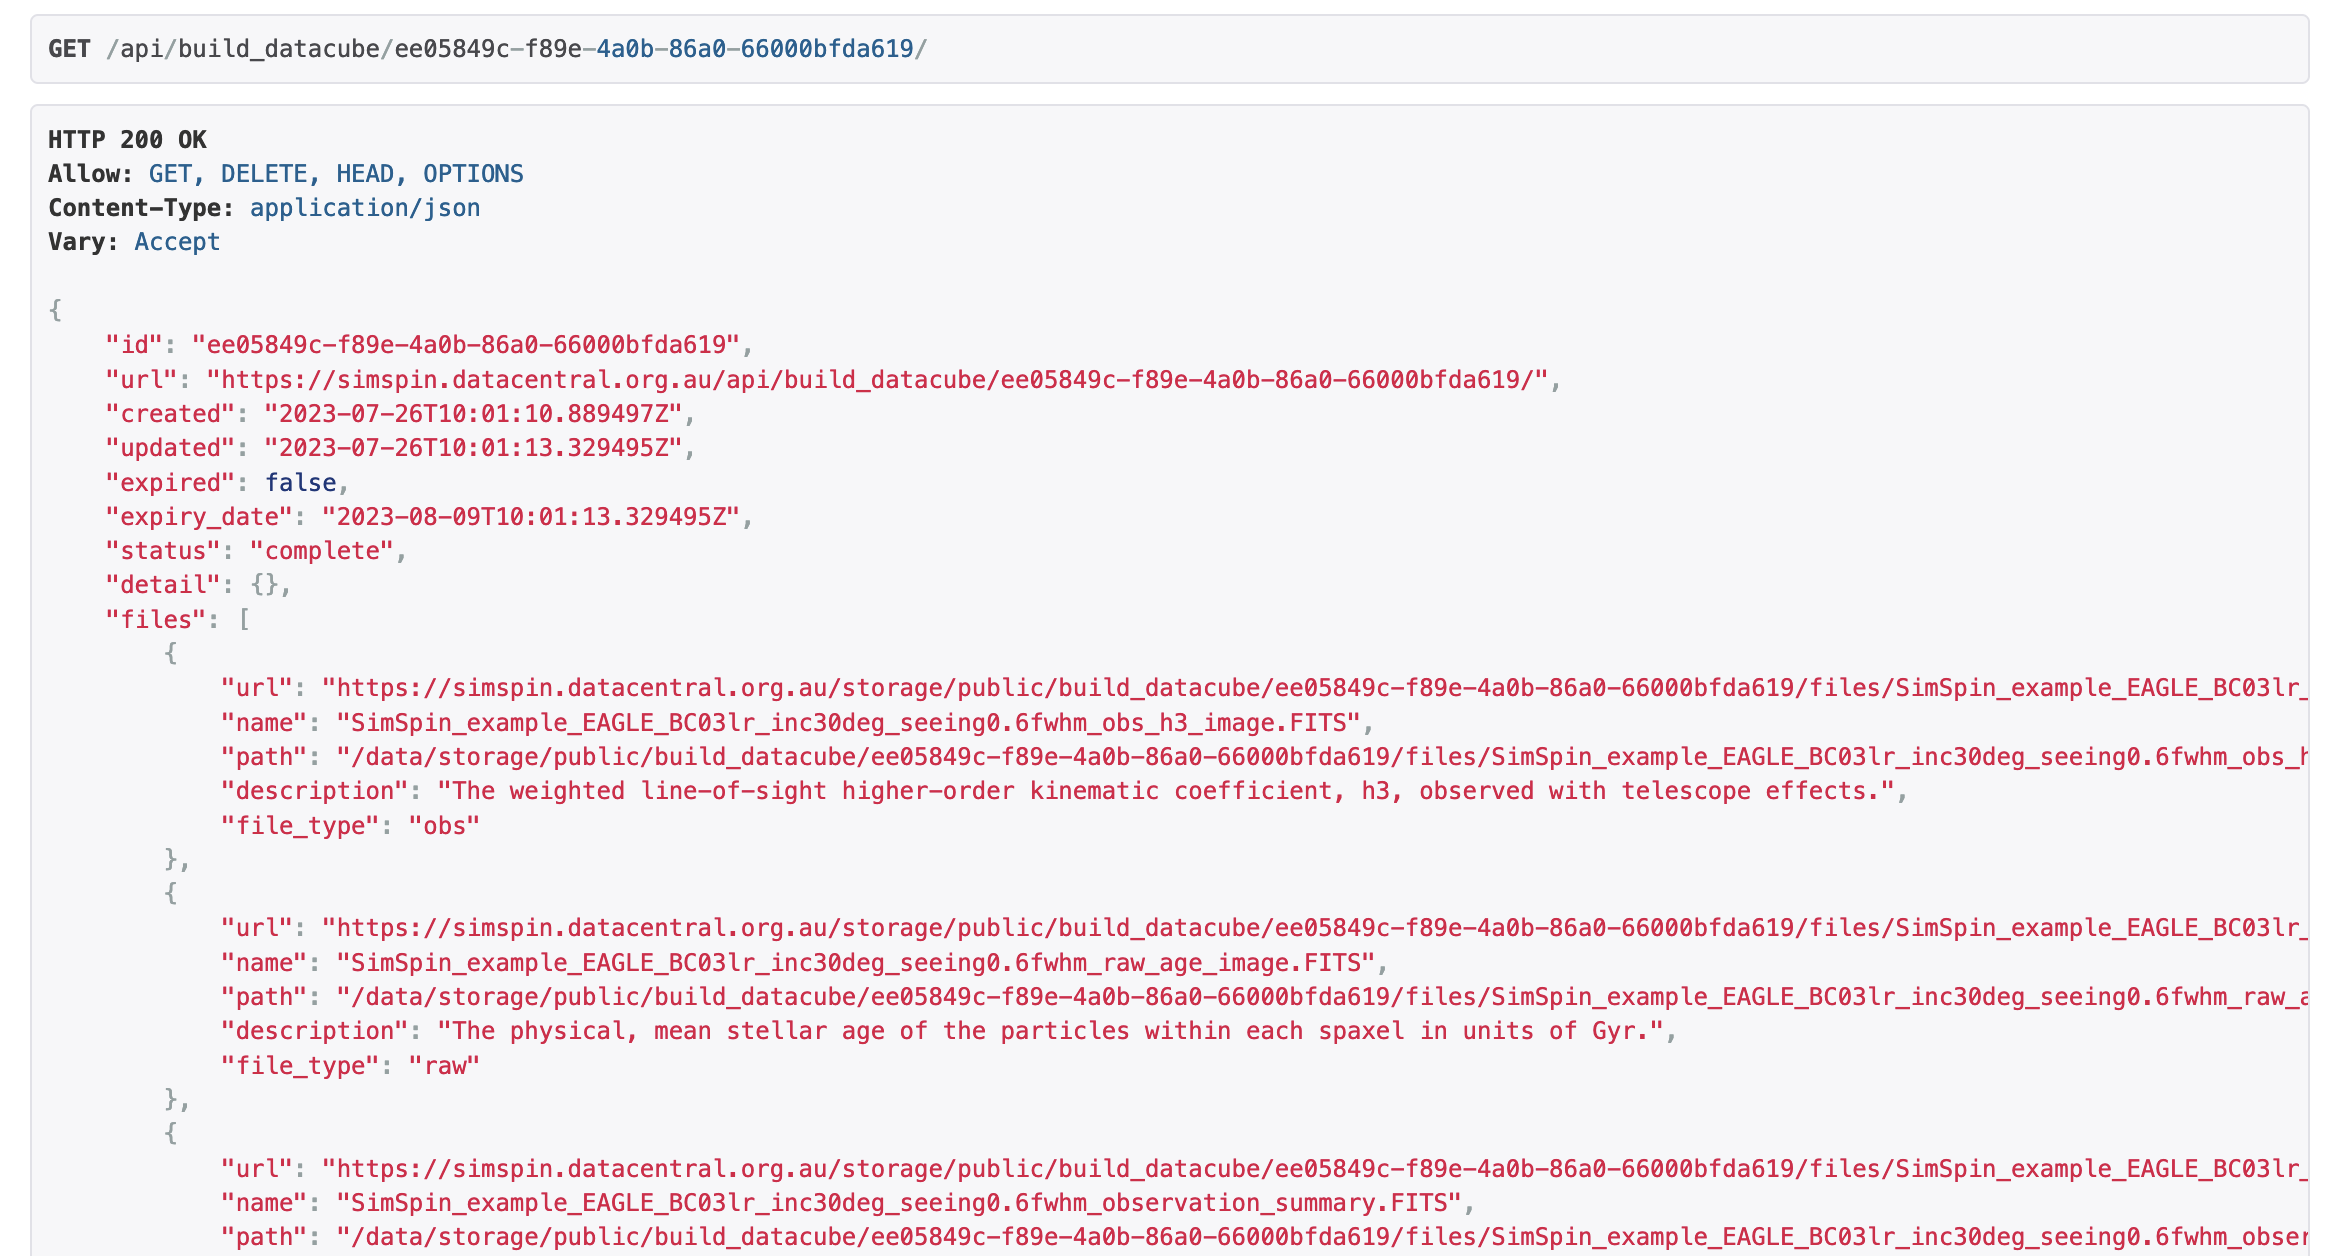 GET /api/build_datacube/ee05849c-f89e-4a0b-86a0-66000bfda619/
HTTP 200 OK
Allow: GET, DELETE, HEAD, OPTIONS
Content-Type: application/json
Vary: Accept
{
"id": "ee05849c-f89e-4a0b-86a0-66000bfda619",
"url": "https://simspin.datacentral.org.au/api/build_datacube/ee05849c-f89e-4a0b-86a0-66000bfda619/",
"created": "2023-07-26T10:01:10.889497Z",
"updated": "2023-07-26T10:01:13.329495Z",
"expired": false,
"expiry_date": "2023-08-09T10:01:13.329495Z",
"status": "complete",
"detail": {},
"files": [
{
"url": "https://simspin.datacentral.org.au/storage/public/build_datacube/ee05849c-f89e-4a0b-86a0-66000bfda619/files/SimSpin_example_EAGLE_BC03lr_
"name": "SimSpin_example_EAGLE_BC03lr_inc30deg_seeing0.6fwhm_obs_h3_image.FITS",
"path": "/data/storage/public/build_datacube/ee05849c-f89e-4a0b-86a0-66000bfda619/files/SimSpin_example_EAGLE_BC03lr_inc30deg_seeing0.6fwhm_obs_h
"description": "The weighted line-of-sight higher-order kinematic coefficient, h3, observed with telescope effects.",
"file_type": "obs"
},
{
"url": "https://simspin.datacentral.org.au/storage/public/build_datacube/ee05849c-f89e-4a0b-86a0-66000bfda619/files/SimSpin_example_EAGLE_BC03lr_
"name": "SimSpin_example_EAGLE_BC03lr_inc30deg_seeing0.6fwhm_raw_age_image.FITS",
"path": "/data/storage/public/build_datacube/ee05849c-f89e-4a0b-86a0-66000bfda619/files/SimSpin_example_EAGLE_BC03lr_inc30deg_seeing0.6fwhm_raw_a
"description": "The physical, mean stellar age of the particles within each spaxel in units of Gyr.",
"file_type": "raw"
},
{
"url": "https://simspin.datacentral.org.au/storage/public/build_datacube/ee05849c-f89e-4a0b-86a0-66000bfda619/files/SimSpin_example_EAGLE_BC03lr_
"name": "SimSpin_example_EAGLE_BC03lr_inc30deg_seeing0.6fwhm_observation_summary.FITS",
"path": "/data/storage/public/build_datacube/ee05849c-f89e-4a0b-86a0-66000bfda619/files/SimSpin_example_EAGLE_BC03lr_inc30deg_seeing0.6fwhm_obser